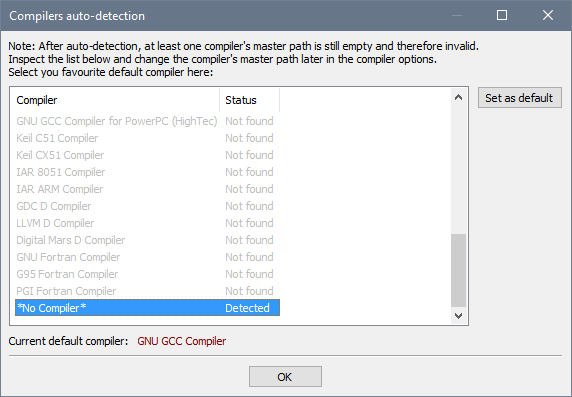 Compilers auto-detection
Note: After auto-detection, at least one compiler's master path is still empty and therefore invalid.
Inspect the list below and change the compiler's master path later in the compiler options.
Select you favourite default compiler here:
Compiler Status
Set as default
GNU GCC Compiler for PowerPC (HighTec) Not found
Keil C51 Compiler Not found
Keil CX51 Compiler Not found
IAR 8051 Compiler Not found
IAR ARM Compiler Not found
GDC D Compiler Not found
LLVM D Compiler Not found
Digital Mars D Compiler Not found
GNU Fortran Compiler Not found
G95 Fortran Compiler Not found
PGI Fortran Compiler Not found
*No Compiler* Detected
Current default compiler: GNU GCC Compiler
OK